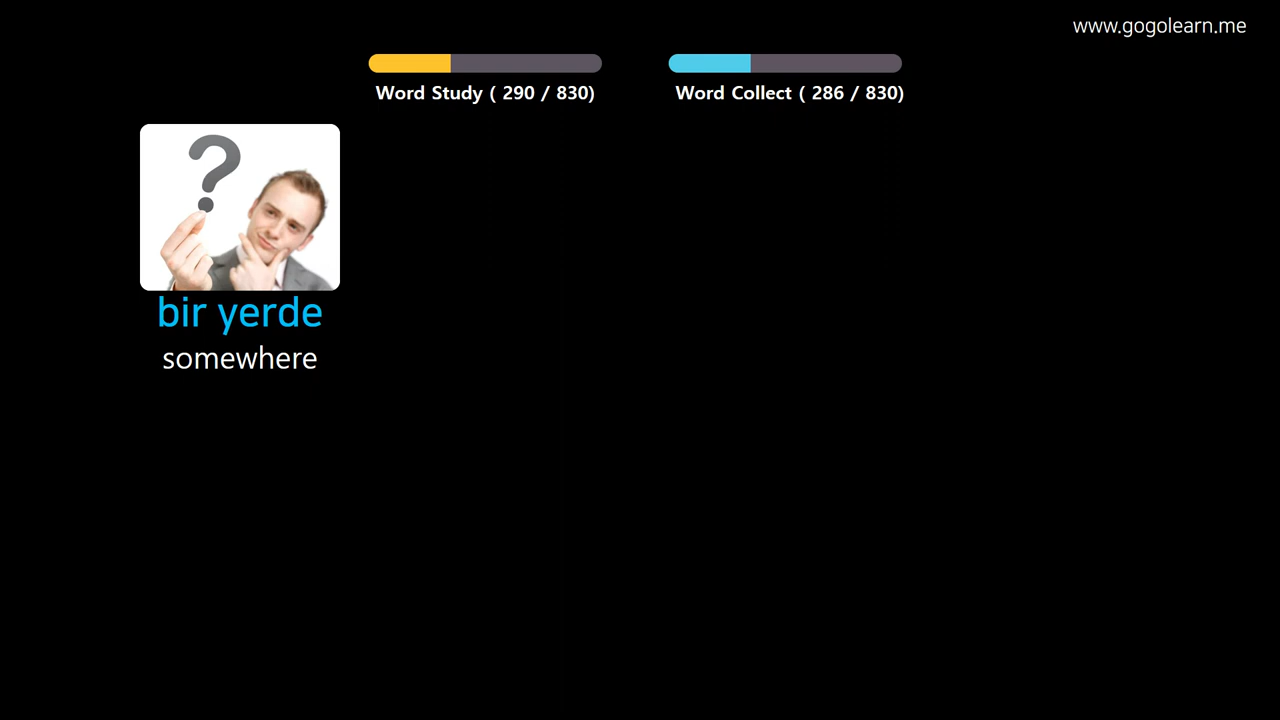 www.gogolearn.me
Word Study ( 290 / 830)
Word Collect ( 286 / 830)
?
bir yerde
somewhere